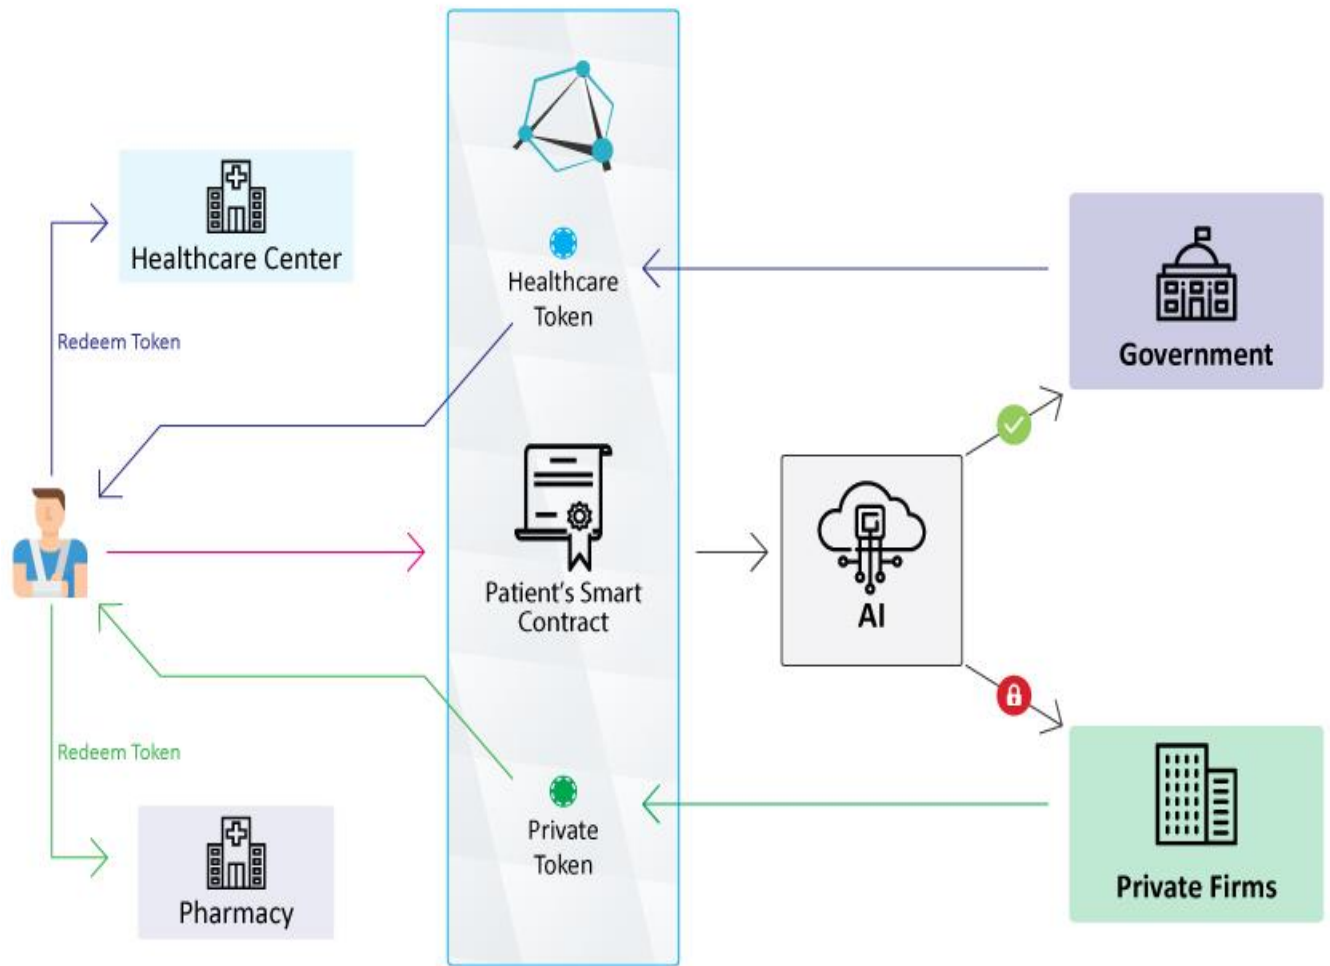 Healthcare Center
Redeem Token
Healthcare
Token
Government
Patient's Smart
Contract
AI
Redeem Token
Private
Token
Pharmacy
Private Firms